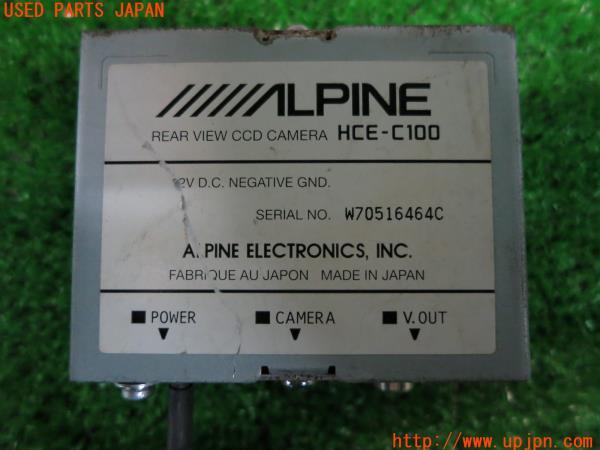 USED PARTS JAPAN
ALPINE
REAR VIEW CCD CAMERA HCE-C100
2V D.C. NEGATIVE GND.
SERIAL NO. W70516464C
ALPINE ELECTRONICS, INC.
FABRIQUE AU JAPON MADE IN JAPAN
POWER
CAMERA
V.OUT
http://www.upjpn.com/